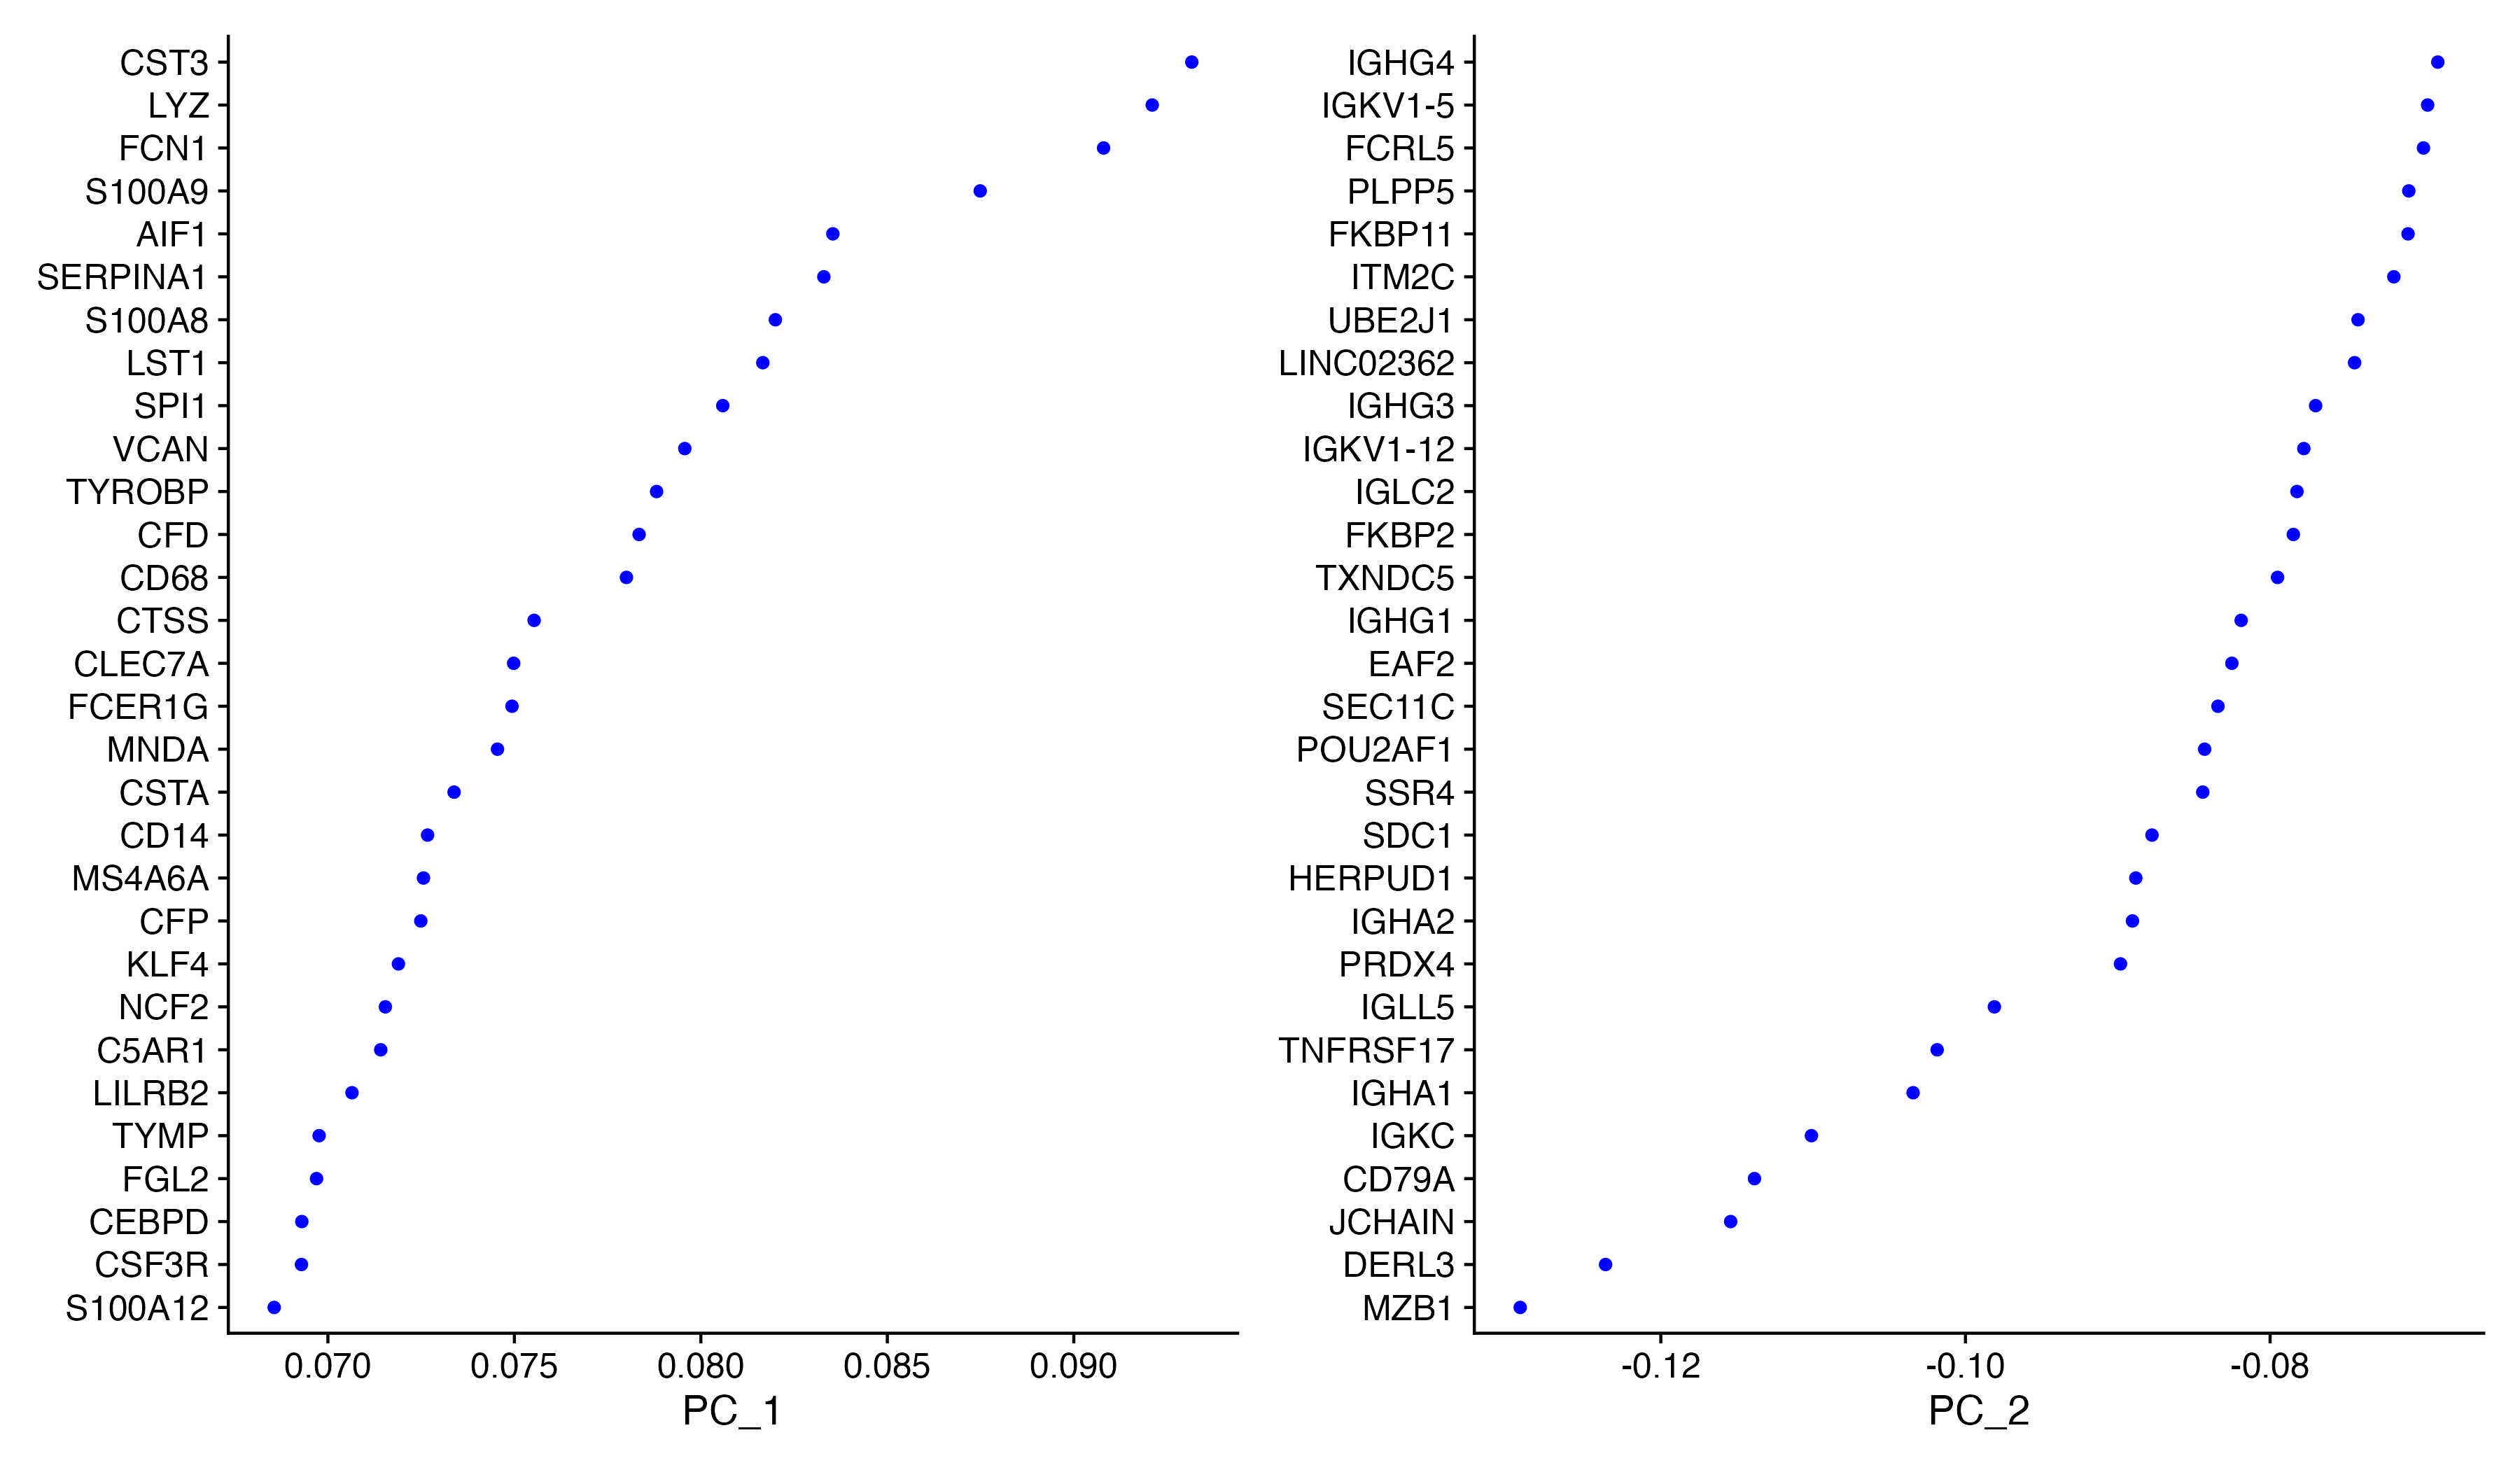 CST3
LYZ
FCN1
S100A9
AIF1
SERPINA1
S100A8
LST1
SPI1
VCAN
TYROBP
CFD
CD68
CTSS
CLEC7A
FCER1G
MNDA
CSTA
CD14
MS4A6A
CFP
KLF4
NCF2
C5AR1
LILRB2
TYMP
FGL2
CEBPD
CSF3R
S100A12
0.070 0.075 0.080 0.085 0.090
PC_1
IGHG4
IGKV1-5
FCRL5
PLPP5
FKBP11
ITM2C
UBE2J1
LINC02362
IGHG3
IGKV1-12
IGLC2
FKBP2
TXNDC5
IGHG1
EAF2
SEC11C
POU2AF1
SSR4
SDC1
HERPUD1
IGHA2
PRDX4
IGLL5
TNFRSF17
IGHA1
IGKC
CD79A
JCHAIN
DERL3
MZB1
-0.12 -0.10 -0.08
PC_2